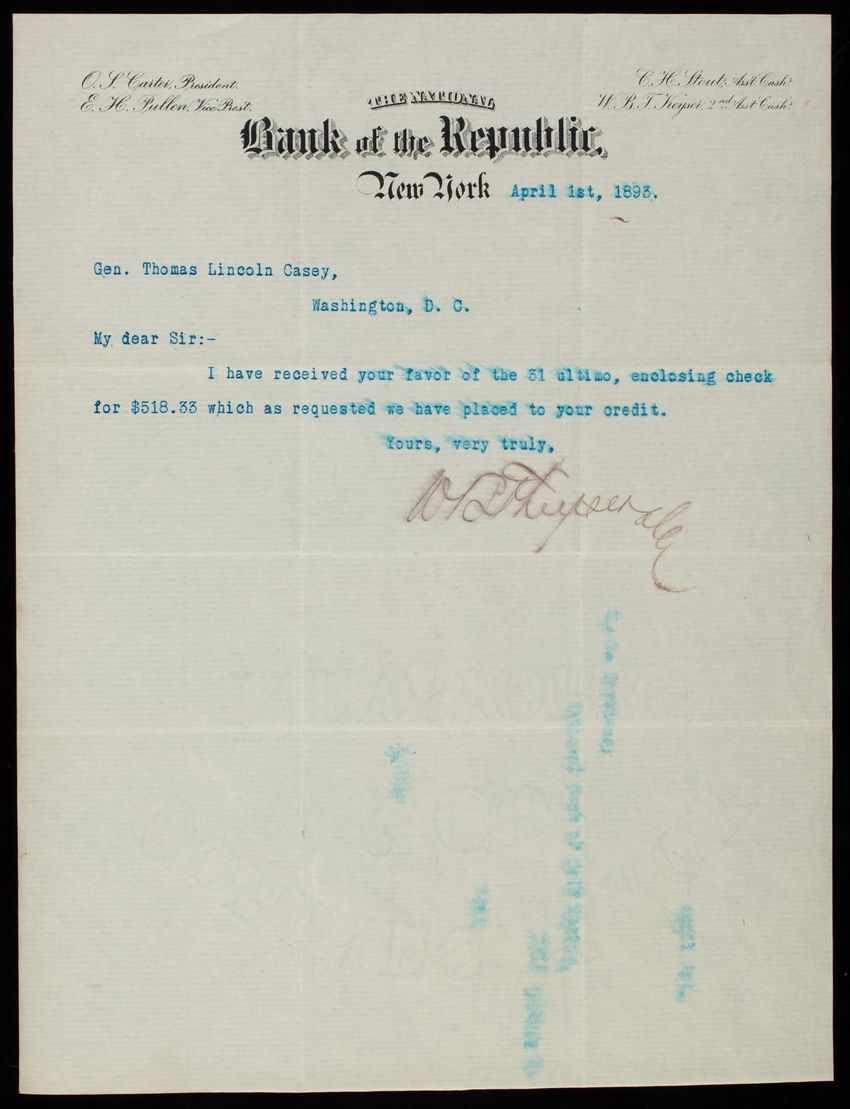 O. S. Carter, President.
E. H. Pullen, Vice Prest.
C. H. Stout, Asst Cashr.
W. B. T. Keyser, 2nd Asst Cashr.
THE NATIONAL
Bank of the Republic,
New York April 1st, 1893.
Gen. Thomas Lincoln Casey,
Washington, D. C.
My dear Sir:-
I have received your favor of the 31 ultimo, enclosing check
for $518.33 which as requested we have placed to your credit.
Yours, very truly,